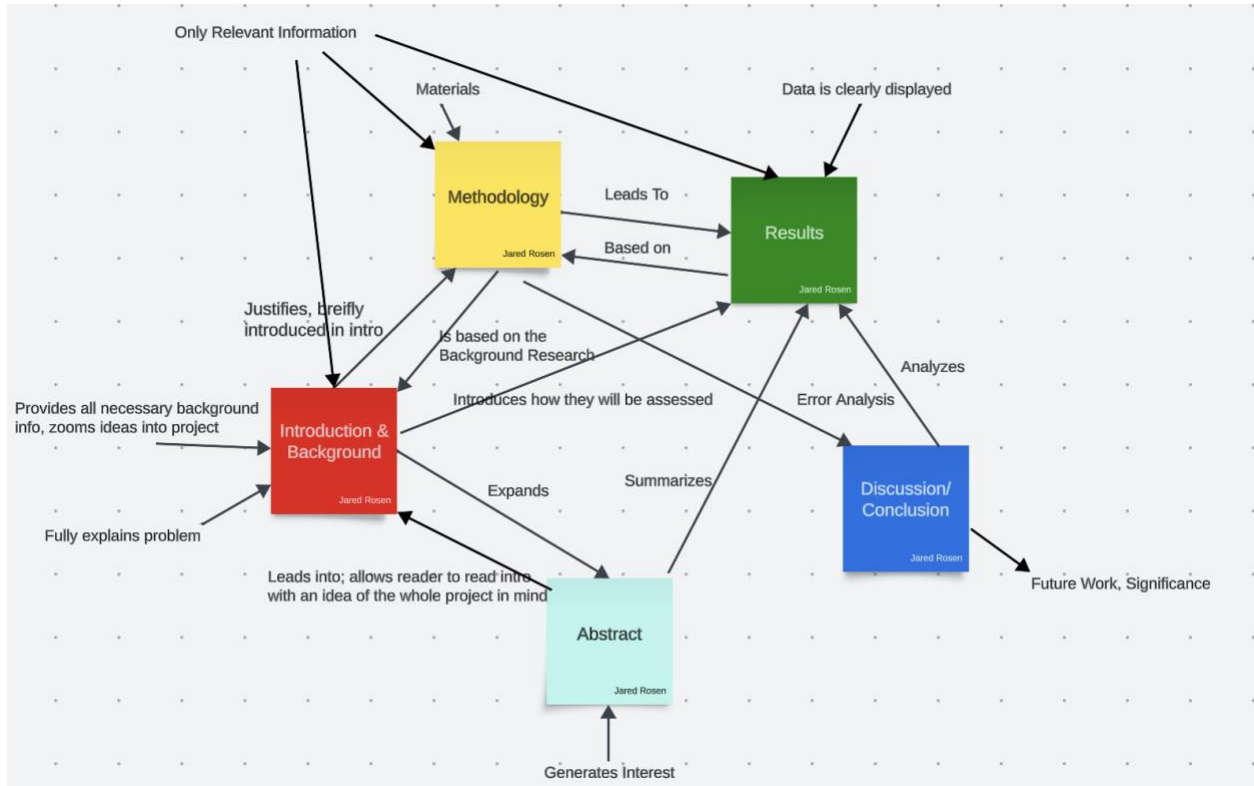 Only Relevant Information
Materials
Data is clearly displayed
Methodology
Jared Rosen
Leads To
Based on
Results
Jared Rosen
Justifies, breifly
introduced in intro
Is based on the
Background Research
Analyzes
Introduces how they will be assessed
Error Analysis
Provides all necessary background
info, zooms ideas into project
Introduction &
Background
Jared Rosen
Fully explains problem
Expands
Summarizes
Discussion/
Conclusion
Jared Rosen
Leads into; allows reader to read intro
with an idea of the whole project in mind
Future Work, Significance
Abstract
Jared Rosen
Generates Interest